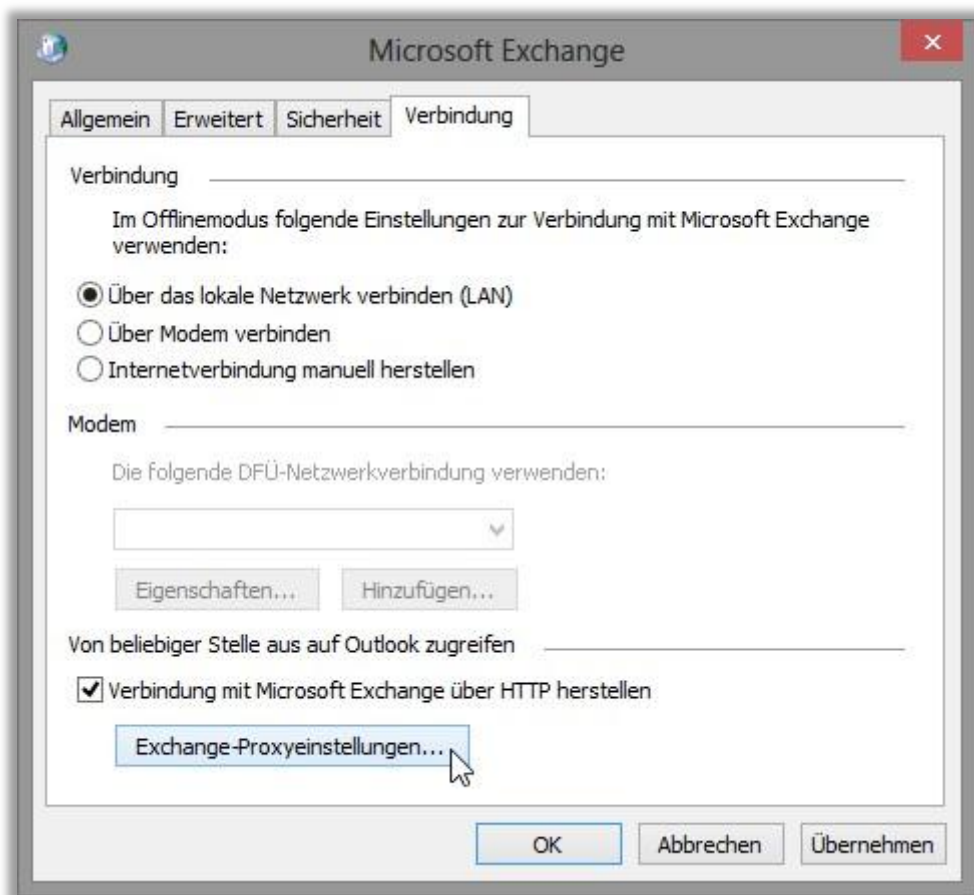 Microsoft Exchange
Allgemein Erweitert Sicherheit Verbindung
Verbindung
Im Offlinemodus folgende Einstellungen zur Verbindung mit Microsoft Exchange
verwenden:
Über das lokale Netzwerk verbinden (LAN)
Über Modem verbinden
Internetverbindung manuell herstellen
Modem
Die folgende DFÜ-Netzwerkverbindung verwenden:
Eigenschaften... Hinzufügen...
Von beliebiger Stelle aus auf Outlook zugreifen
Verbindung mit Microsoft Exchange über HTTP herstellen
Exchange-Proxyeinstellungen...
OK Abbrechen Übernehmen